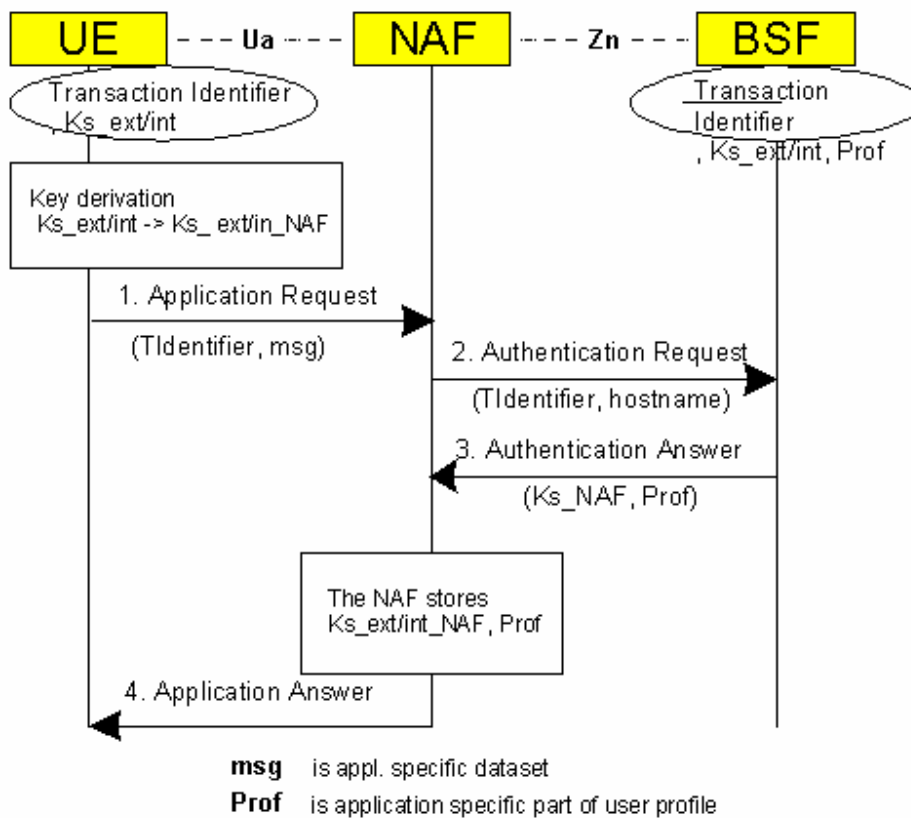 UE Ua NAF Zn BSF
Transaction Identifier
, Ks_ext/int
Transaction
Identifier
, Ks_ext/int, Prof
Key derivation
Ks_ext/int -> Ks_ ext/in_NAF
1. Application Request
(TIdentifier, msg)
2. Authentication Request
(TIdentifier, hostname)
3. Authentication Answer
(Ks_NAF, Prof)
The NAF stores
Ks_ext/int_NAF, Prof
4. Application Answer
msg is appl. specific dataset
Prof is application specific part of user profile